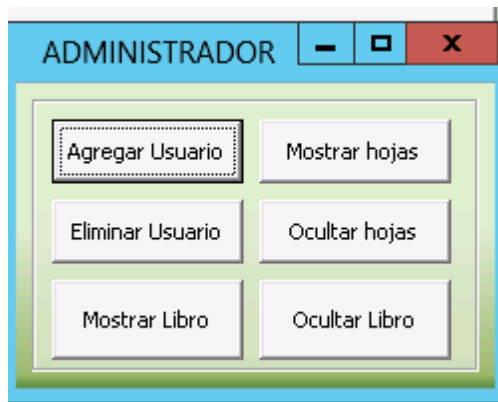 ADMINISTRADOR
Agregar Usuario
Mostrar hojas
Eliminar Usuario
Ocultar hojas
Mostrar Libro
Ocultar Libro